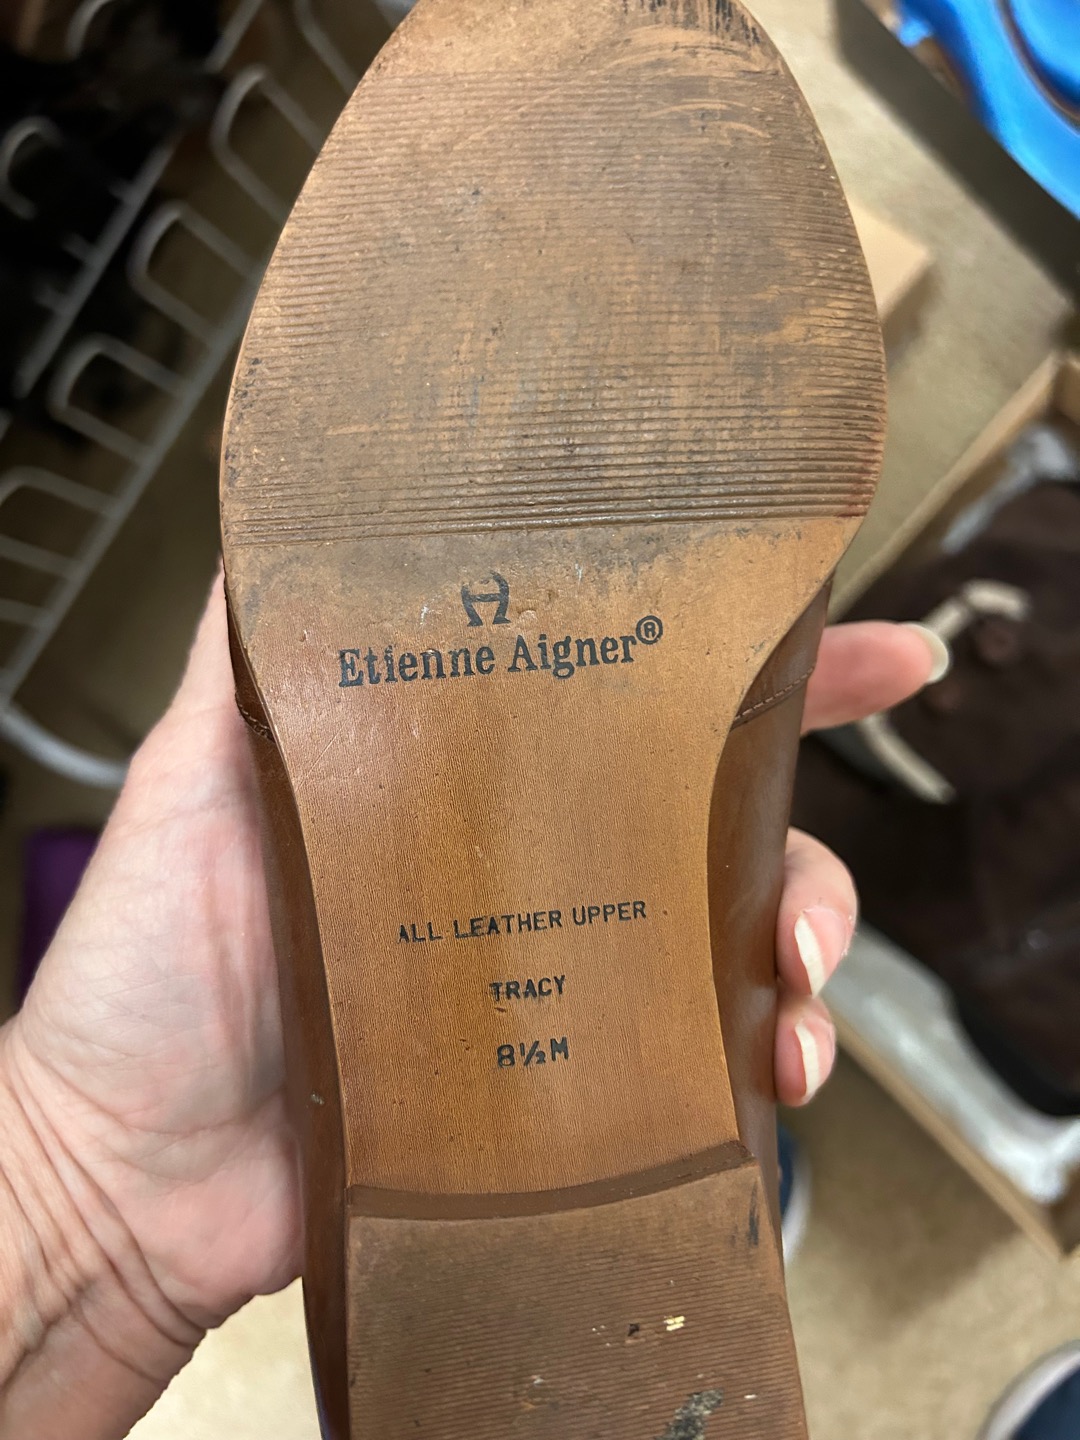 Etienne Aigner®
ALL LEATHER UPPER
TRACY
8½M